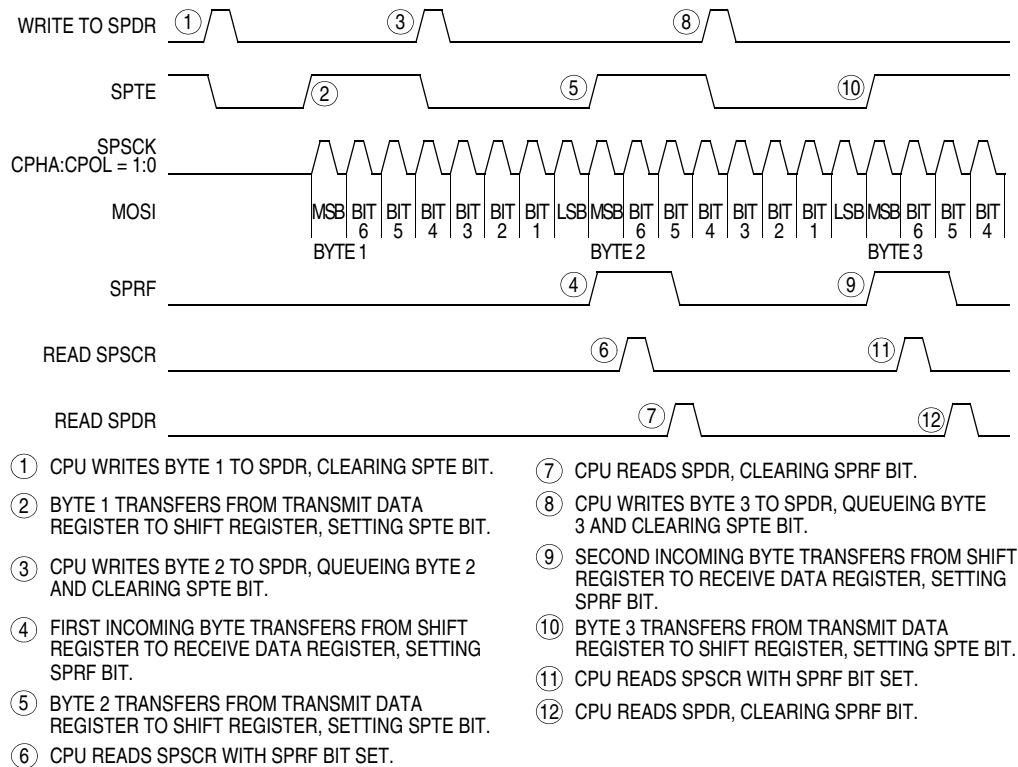 WRITE TO SPDR
1
3
8
SPTE
2
5
10
SPSCK
CPHA:CPOL = 1:0
MOSI
MSB BIT 6 BIT 5 BIT 4 BIT 3 BIT 2 BIT 1 LSB MSB BIT 6 BIT 5 BIT 4 BIT 3 BIT 2 BIT 1 LSB MSB BIT 6 BIT 5 BIT 4
BYTE 1
BYTE 2
BYTE 3
SPRF
4
9
READ SPSCR
6
11
READ SPDR
7
12
1 CPU WRITES BYTE 1 TO SPDR, CLEARING SPTE BIT.
2 BYTE 1 TRANSFERS FROM TRANSMIT DATA
REGISTER TO SHIFT REGISTER, SETTING SPTE BIT.
3 CPU WRITES BYTE 2 TO SPDR, QUEUEING BYTE 2
AND CLEARING SPTE BIT.
4 FIRST INCOMING BYTE TRANSFERS FROM SHIFT
REGISTER TO RECEIVE DATA REGISTER, SETTING
SPRF BIT.
5 BYTE 2 TRANSFERS FROM TRANSMIT DATA
REGISTER TO SHIFT REGISTER, SETTING SPTE BIT.
6 CPU READS SPSCR WITH SPRF BIT SET.
7 CPU READS SPDR, CLEARING SPRF BIT.
8 CPU WRITES BYTE 3 TO SPDR, QUEUEING BYTE
3 AND CLEARING SPTE BIT.
9 SECOND INCOMING BYTE TRANSFERS FROM SHIFT
REGISTER TO RECEIVE DATA REGISTER, SETTING
SPRF BIT.
10 BYTE 3 TRANSFERS FROM TRANSMIT DATA
REGISTER TO SHIFT REGISTER, SETTING SPTE BIT.
11 CPU READS SPSCR WITH SPRF BIT SET.
12 CPU READS SPDR, CLEARING SPRF BIT.